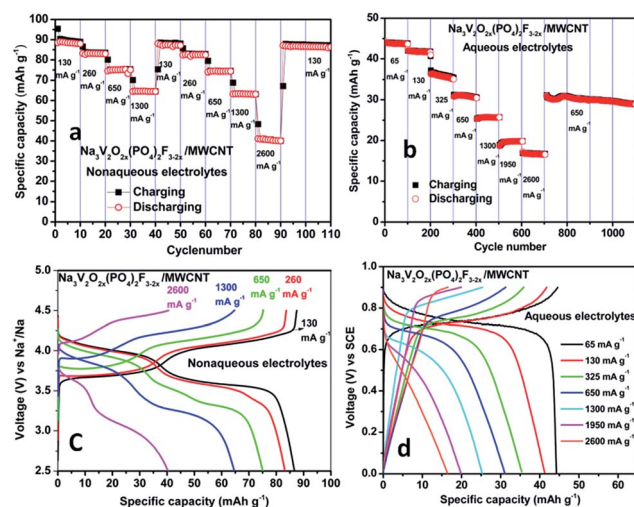 Specific capacity (mAh g⁻¹)
100
90
80
70
60
50
40
30
20
10
0
130
mA g⁻¹
260
mA g⁻¹
650
mA g⁻¹
1300
mA g⁻¹
130
mA g⁻¹
260
mA g⁻¹
650
mA g⁻¹
1300
mA g⁻¹
2600
mA g⁻¹
130
mA g⁻¹
a
Na₃V₂O₂ₓ(PO₄)₂F₃₋₂ₓ/MWCNT
Nonaqueous electrolytes
Charging
Discharging
0 10 20 30 40 50 60 70 80 90 100 110
Cyclenumber
Specific capacity (mAh g⁻¹)
50
40
30
20
10
0
Na₃V₂O₂ₓ(PO₄)₂F₃₋₂ₓ/MWCNT
Aqueous electrolytes
65
mA g⁻¹
130
mA g⁻¹
325
mA g⁻¹
650
mA g⁻¹
1300
mA g⁻¹
1950
mA g⁻¹
2600
mA g⁻¹
650
mA g⁻¹
b
Charging
Discharging
0 200 400 600 800 1000
Cycle number
Voltage (V) vs Na⁺/Na
5.0
4.5
4.0
3.5
3.0
2.5
Na₃V₂O₂ₓ(PO₄)₂F₃₋₂ₓ/MWCNT
2600
mA g⁻¹
1300
mA g⁻¹
650
mA g⁻¹
260
mA g⁻¹
130
mA g⁻¹
Nonaqueous electrolytes
C
0 10 20 30 40 50 60 70 80 90 100
Specific capacity (mAh g⁻¹)
Voltage (V) vs SCE
0.9
0.6
0.3
0.0
Na₃V₂O₂ₓ(PO₄)₂F₃₋₂ₓ/MWCNT
Aqueous electrolytes
65 mA g⁻¹
130 mA g⁻¹
325 mA g⁻¹
650 mA g⁻¹
1300 mA g⁻¹
1950 mA g⁻¹
2600 mA g⁻¹
d
0 10 20 30 40 50 60
Specific capacity (mAh g⁻¹)